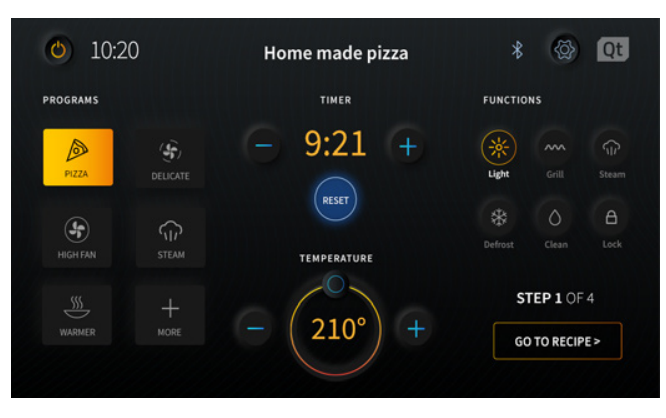 10:20
Home made pizza
Qt
PROGRAMS
PIZZA
DELICATE
HIGH FAN
STEAM
WARMER
MORE
TIMER
9:21
RESET
TEMPERATURE
210°
FUNCTIONS
Light
Grill
Steam
Defrost
Clean
Lock
STEP 1 OF 4
GO TO RECIPE >